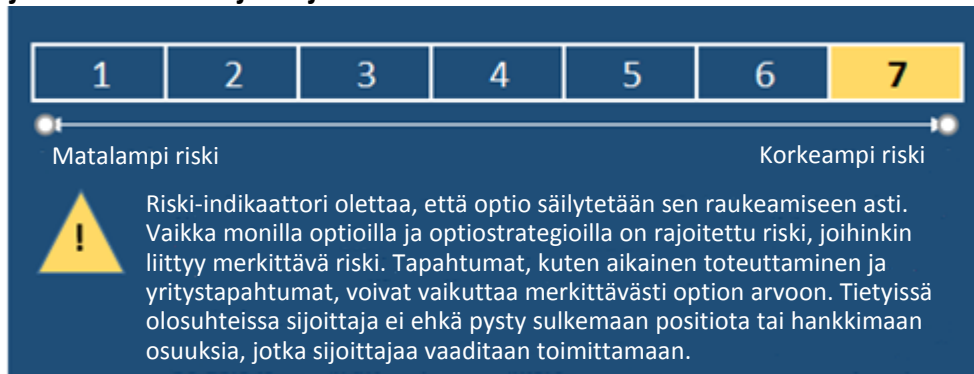 1 2 3 4 5 6 7
Matalampi riski Korkeampi riski
Riski-indikaattori olettaa, että optio säilytetään sen raukeamiseen asti.
! Vaikka monilla optioilla ja optiostrategioilla on rajoitettu riski, joihinkin
liittyy merkittävä riski. Tapahtumat, kuten aikainen toteuttaminen ja
yritystapahtumat, voivat vaikuttaa merkittävästi option arvoon. Tietyissä
olosuhteissa sijoittaja ei ehkä pysty sulkemaan positiota tai hankkimaan
osuuksia, jotka sijoittajaa vaaditaan toimittamaan.